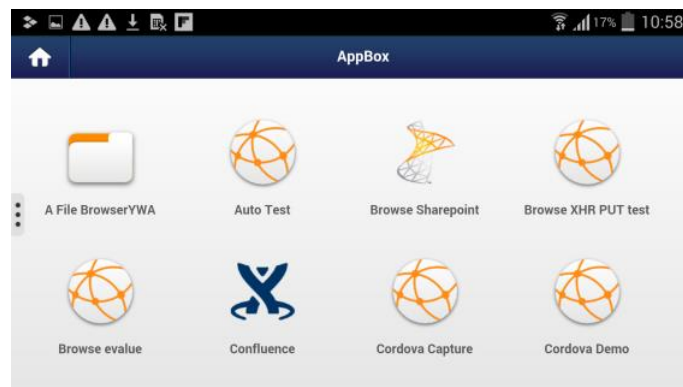 17% 10:58
AppBox
A File BrowserYWA Auto Test Browse Sharepoint Browse XHR PUT test
Browse evalue Confluence Cordova Capture Cordova Demo